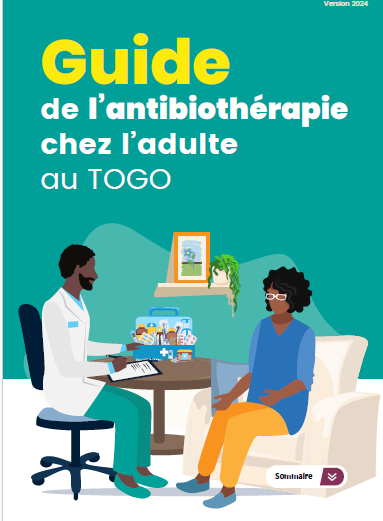 Version 2024
Guide
de l'antibiothérapie
chez l'adulte
au TOGO
Sommaire